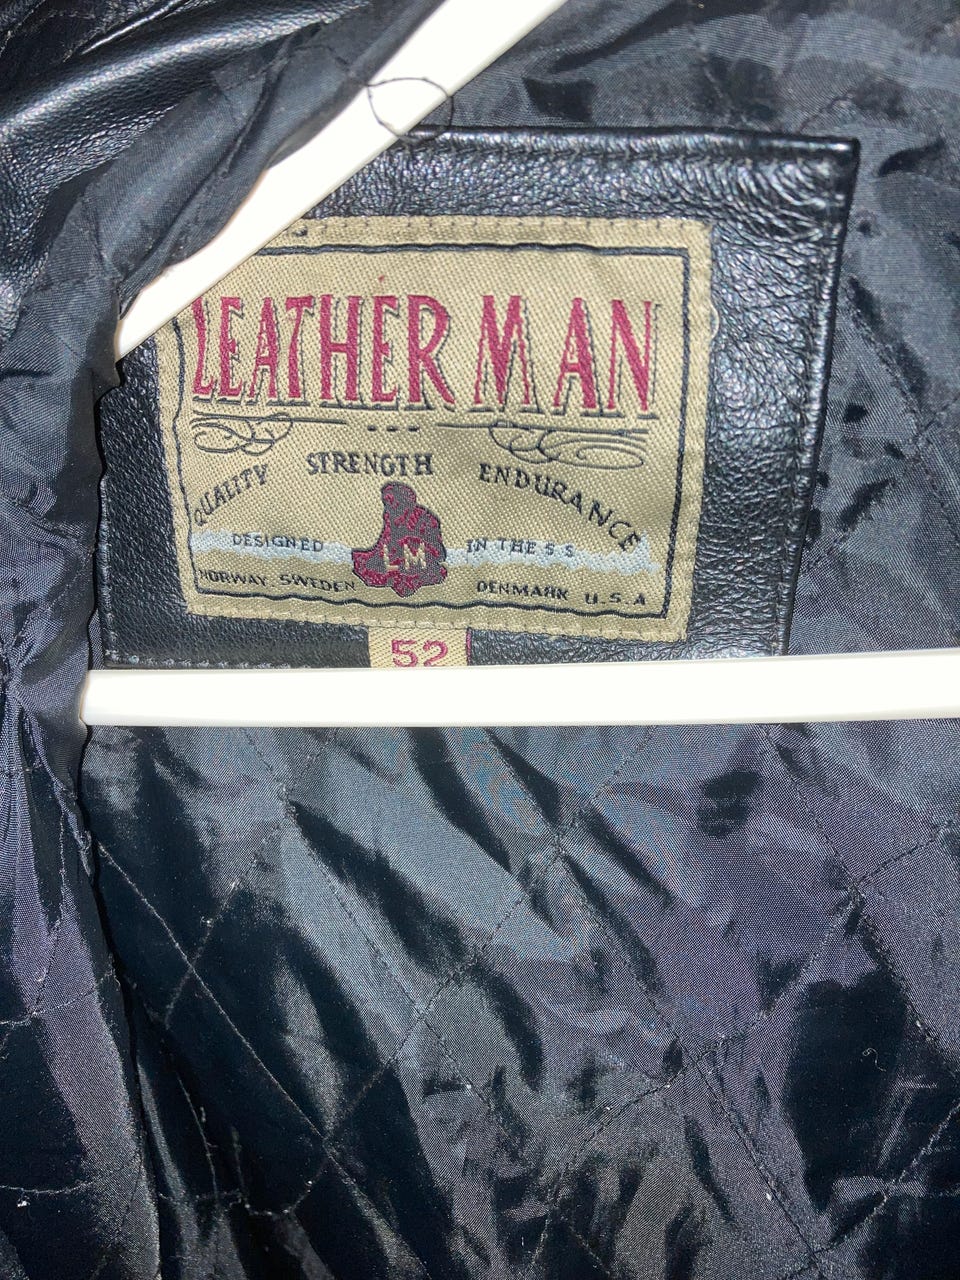 LEATHER MAN
QUALITY STRENGTH ENDURANCE
DESIGNED IN THE S S
LM
NORWAY SWEDEN DENMARK U.S.A
52